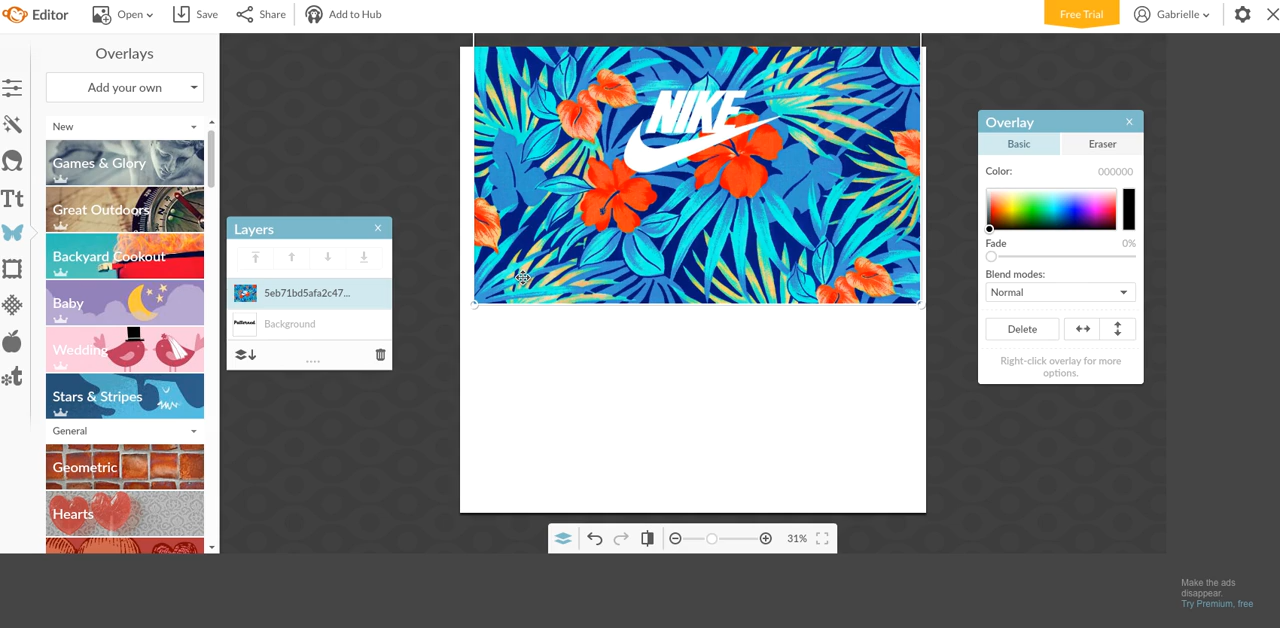 Editor
Open
Save
Share
Add to Hub
Free Trial
Gabrielle
Overlays
Add your own
New
Games & Glory
Great Outdoors
Backyard Cookout
Baby
Wedding
Stars & Stripes
General
Geometric
Hearts
Layers
5eb71bd5afa2c47...
Background
NIKE
Overlay
Basic
Eraser
Color:
000000
Fade
0%
Blend modes:
Normal
Delete
Right-click overlay for more
options.
31%
Make the ads
disappear.
Try Premium, free